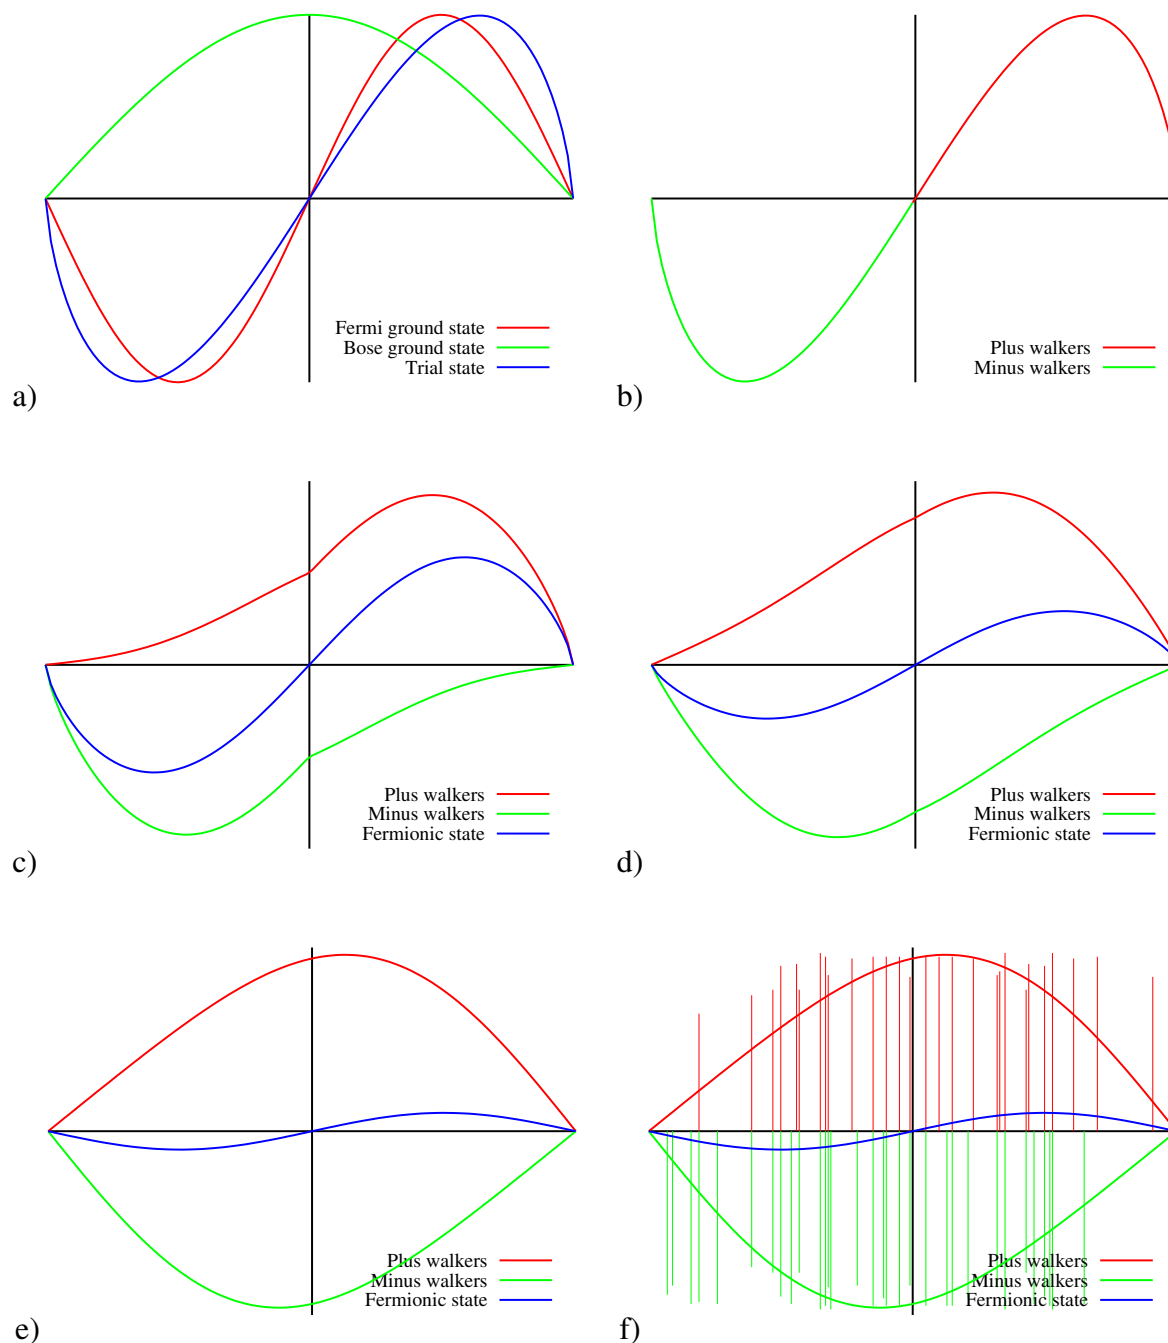 Fermi ground state
Bose ground state
Trial state
a)
Plus walkers
Minus walkers
b)
Plus walkers
Minus walkers
Fermionic state
c)
Plus walkers
Minus walkers
Fermionic state
d)
Plus walkers
Minus walkers
Fermionic state
e)
Plus walkers
Minus walkers
Fermionic state
f)